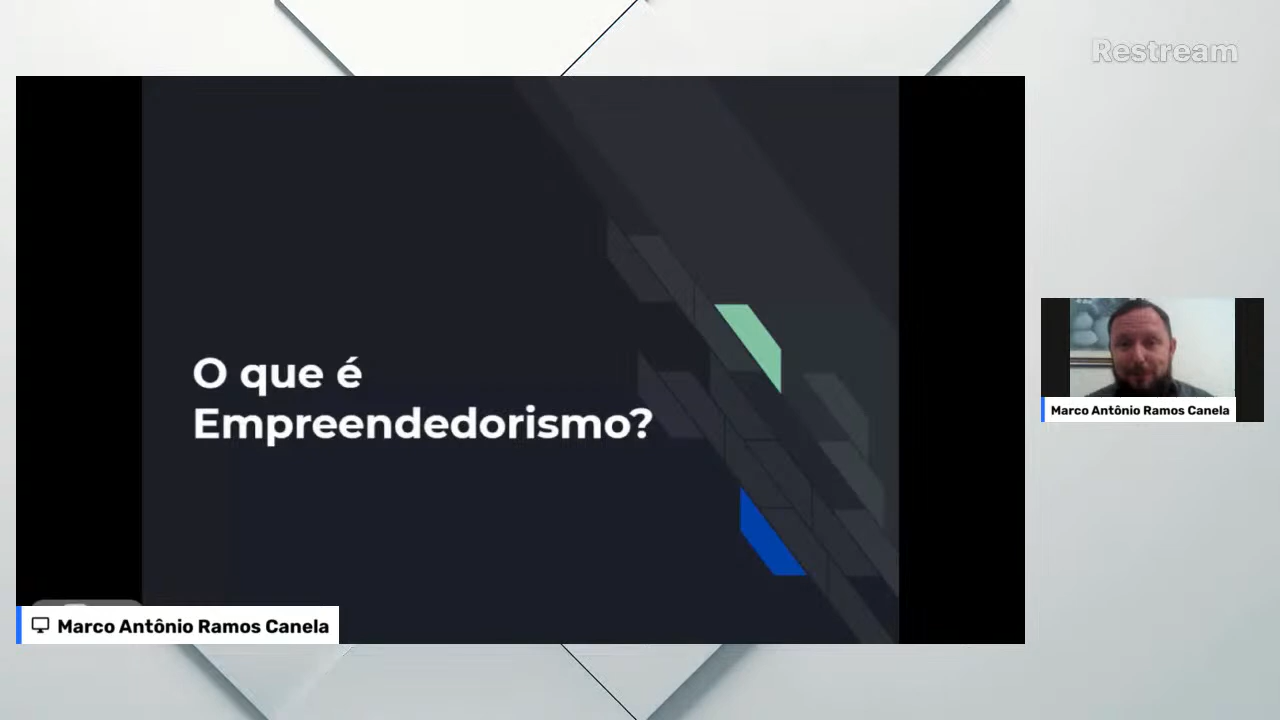 Restream
O que é
Empreendedorismo?
Marco Antônio Ramos Canela
Marco Antônio Ramos Canela